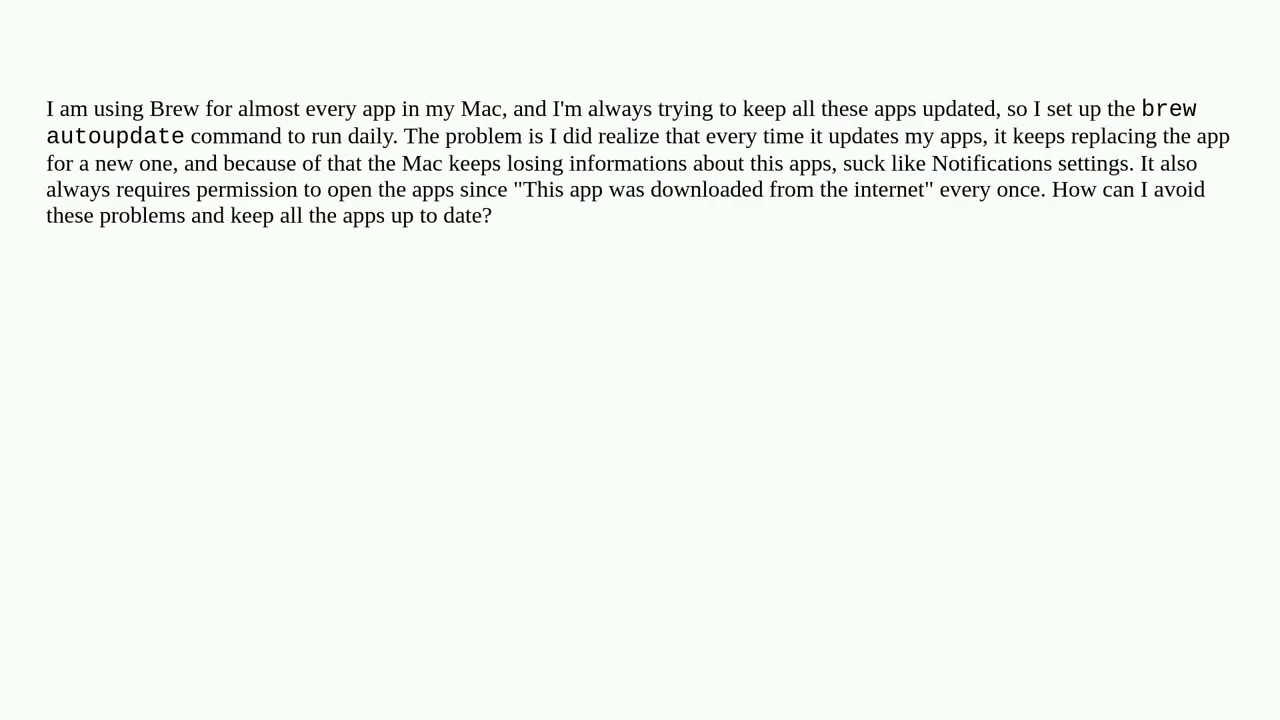 I am using Brew for almost every app in my Mac, and I'm always trying to keep all these apps updated, so I set up the brew
autoupdate command to run daily. The problem is I did realize that every time it updates my apps, it keeps replacing the app
for a new one, and because of that the Mac keeps losing informations about this apps, suck like Notifications settings. It also
always requires permission to open the apps since "This app was downloaded from the internet" every once. How can I avoid
these problems and keep all the apps up to date?